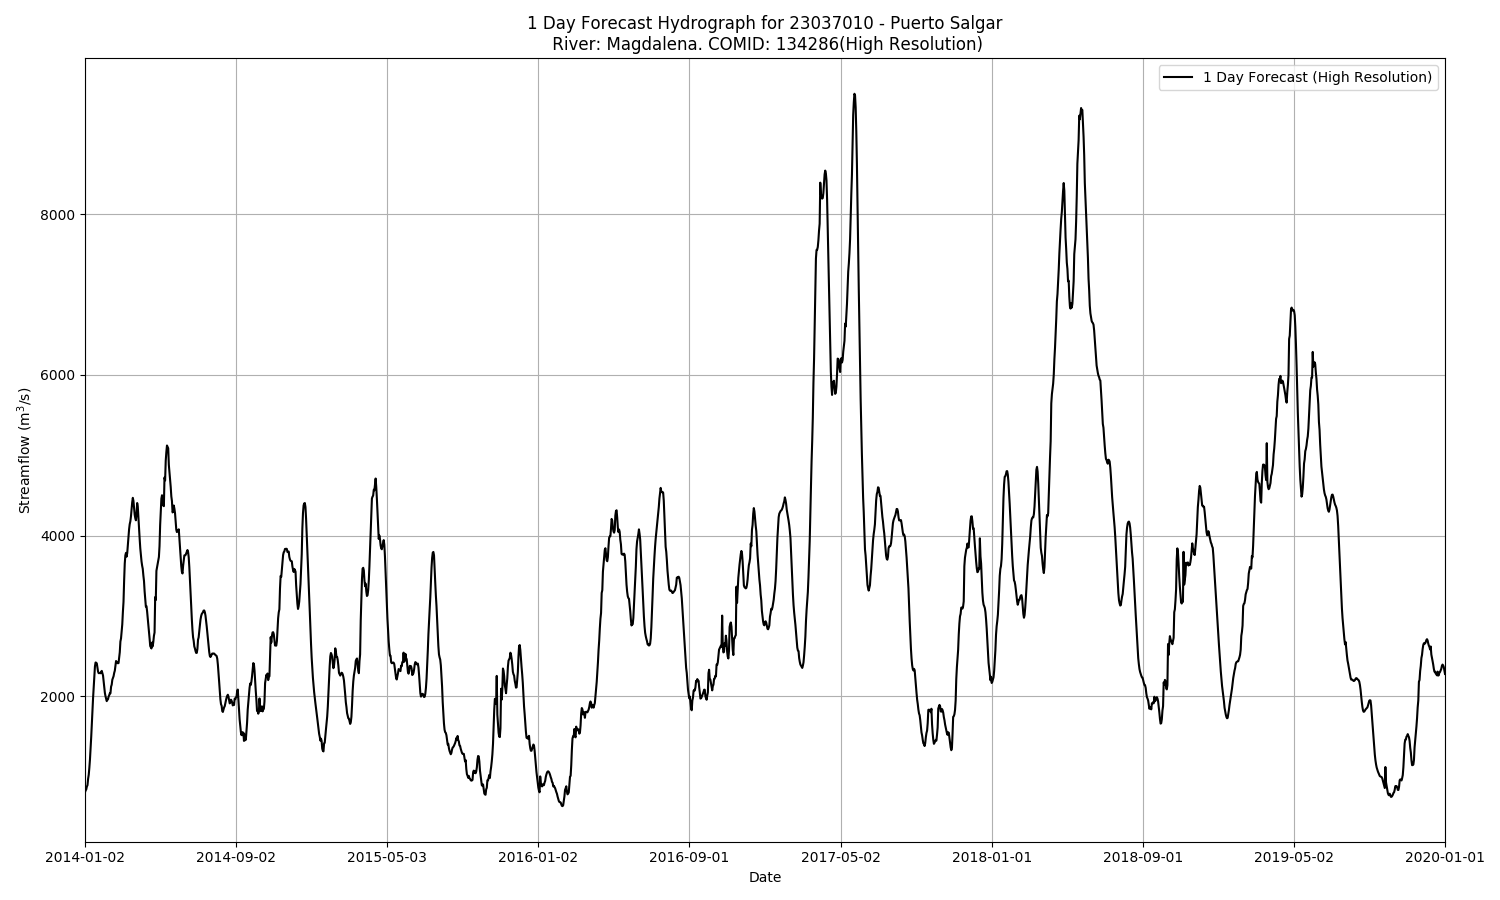 1 Day Forecast Hydrograph for 23037010 - Puerto Salgar
River: Magdalena. COMID: 134286(High Resolution)
1 Day Forecast (High Resolution)
8000
6000
4000
2000
Streamflow (m³/s)
2014-01-02 2014-09-02 2015-05-03 2016-01-02 2016-09-01 2017-05-02 2018-01-01 2018-09-01 2019-05-02 2020-01-01
Date